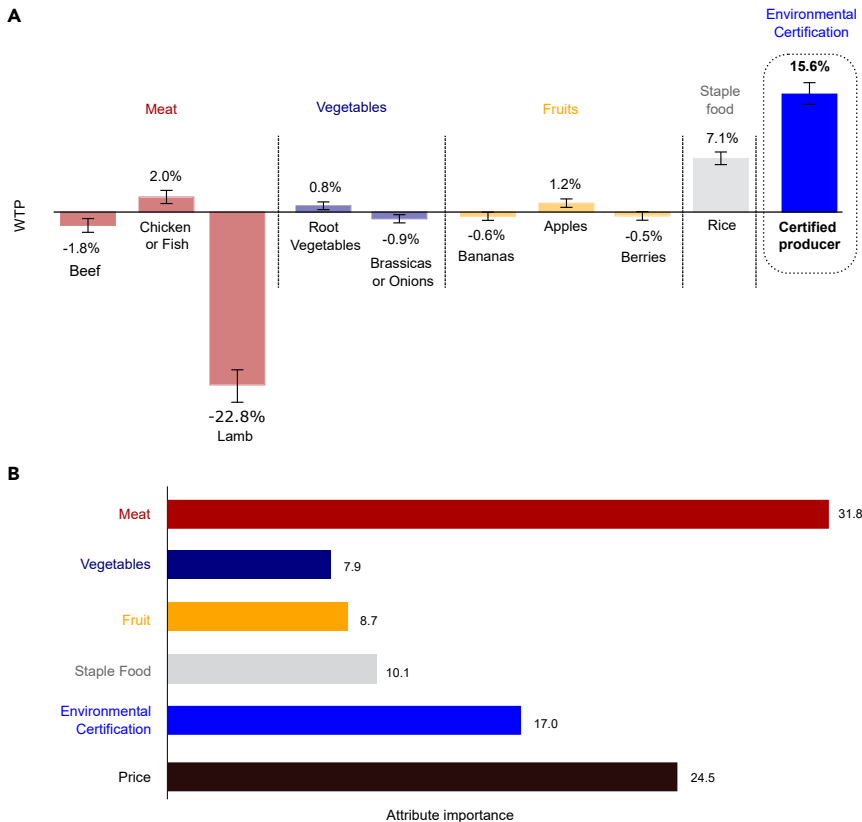 A
Environmental
Certification
15.6%
Staple
food
Meat
Vegetables
Fruits
7.1%
2.0%
0.8%
1.2%
WTP
-1.8%
Beef
Chicken
or Fish
-22.8%
Lamb
Root
Vegetables
-0.9%
Brassicas
or Onions
-0.6%
Bananas
Apples
-0.5%
Berries
Rice
Certified
producer
B
Meat
31.8
Vegetables
7.9
Fruit
8.7
Staple Food
10.1
Environmental
Certification
17.0
Price
24.5
Attribute importance